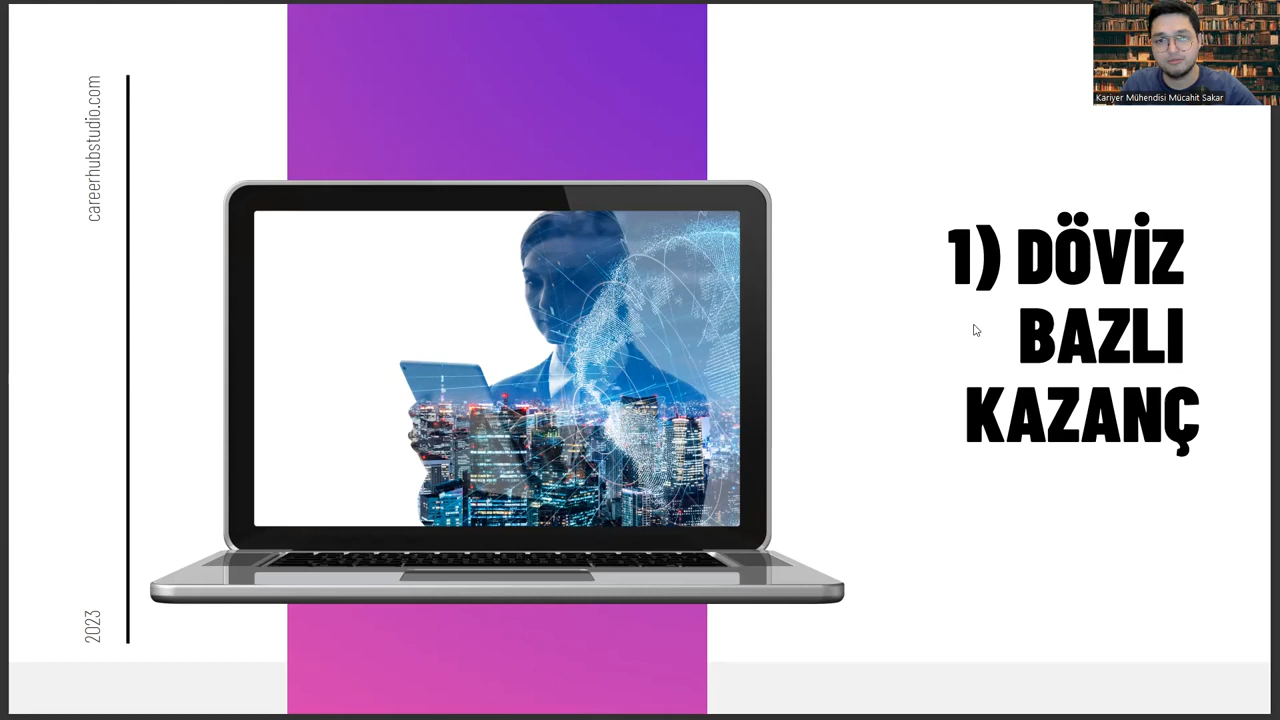 careerhubstudio.com
2023
1) DÖVİZ
BAZLI
KAZANÇ
Kariyer Mühendisi Mücahit Sakar